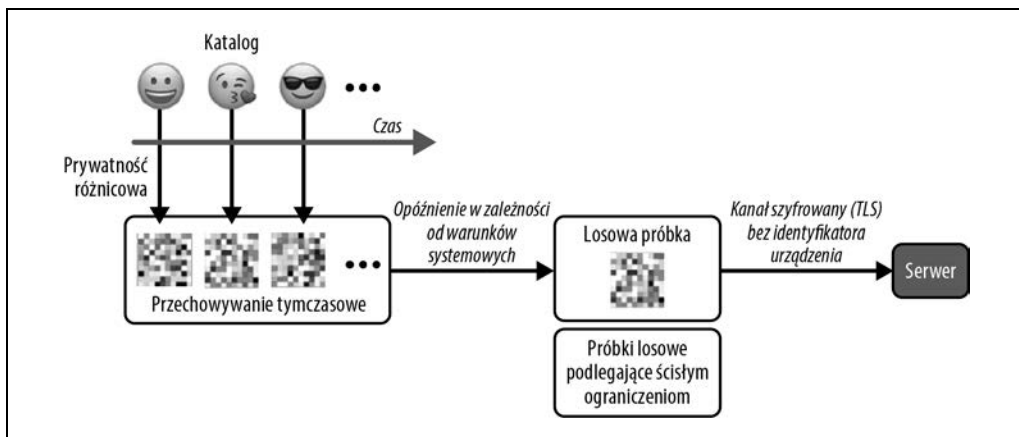 Katalog
Czas
Prywatność
różnicowa
Przechowywanie tymczasowe
Opóźnienie w zależności
od warunków
systemowych
Losowa próbka
Próbki losowe
podlegające ścisłym
ograniczeniom
Kanał szyfrowany (TLS)
bez identyfikatora
urządzenia
Serwer